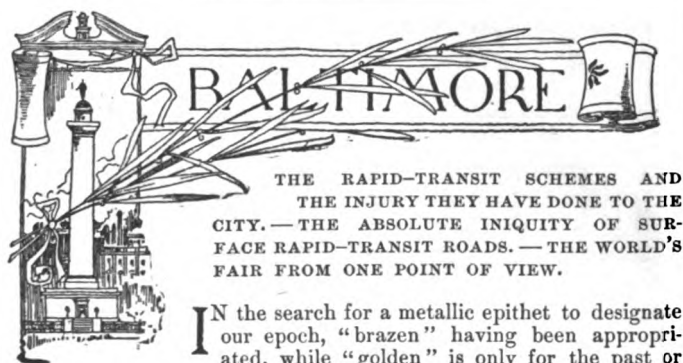 BALTIMORE
THE RAPID–TRANSIT SCHEMES AND
THE INJURY THEY HAVE DONE TO THE
CITY. — THE ABSOLUTE INIQUITY OF SUR-
FACE RAPID–TRANSIT ROADS. — THE WORLD'S
FAIR FROM ONE POINT OF VIEW.
IN the search for a metallic epithet to designate
our epoch, "brazen" having been appropri-
ated, while "golden" is only for the past or